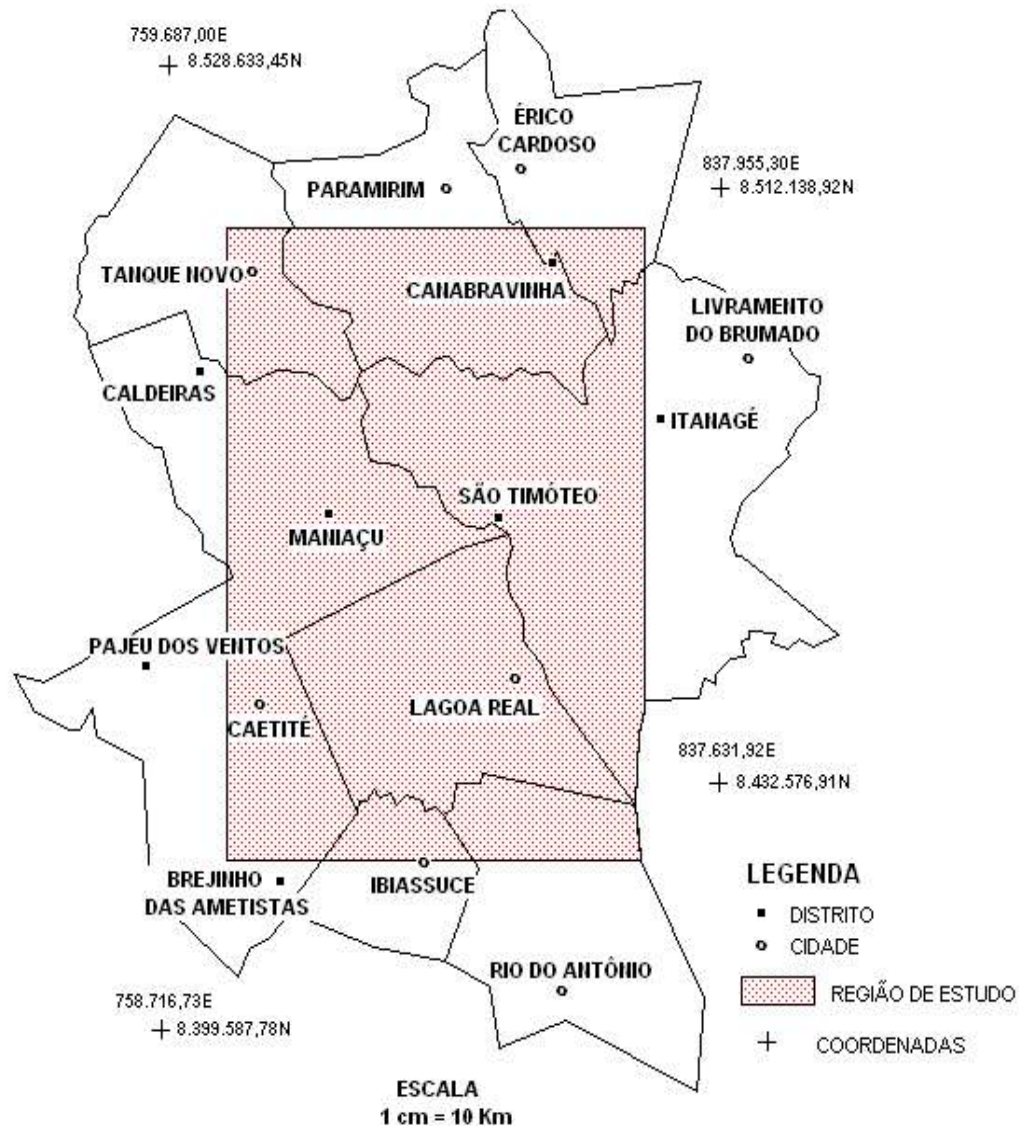 759.687,00E
8.528.633,45N
ÉRICO
CARDOSO
837.955,30E
8.512.138,92N
PARAMIRIM
TANQUE NOVO
CANABRAVINHA
LIVRAMENTO
DO BRUMADO
CALDEIRAS
ITANAGÉ
SÃO TIMÓTEO
MANIAÇU
PAJEU DOS VENTOS
LAGOA REAL
CAETITÉ
837.631,92E
8.432.576,91N
BREJINHO
DAS AMETISTAS
IBIASSUCE
LEGENDA
DISTRITO
CIDADE
RIO DO ANTÔNIO
REGIÃO DE ESTUDO
758.716,73E
8.399.587,78N
COORDENADAS
ESCALA
1 cm = 10 Km